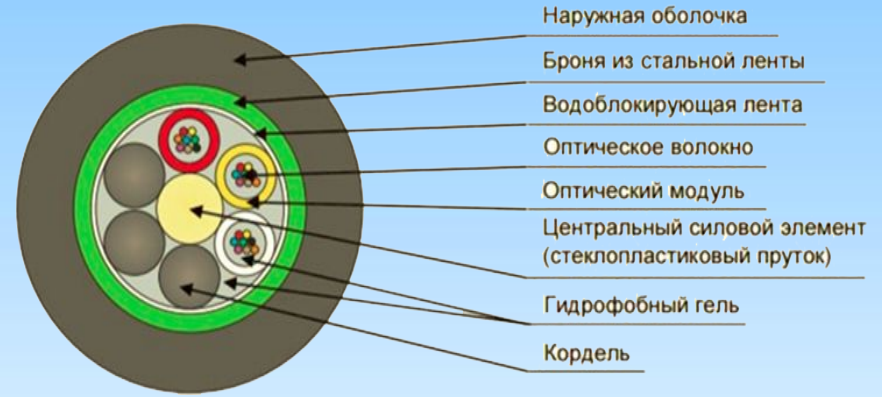 Наружная оболочка
Броня из стальной ленты
Водоблокирующая лента
Оптическое волокно
Оптический модуль
Центральный силовой элемент
(стеклопластиковый пруток)
Гидрофобный гель
Кордель